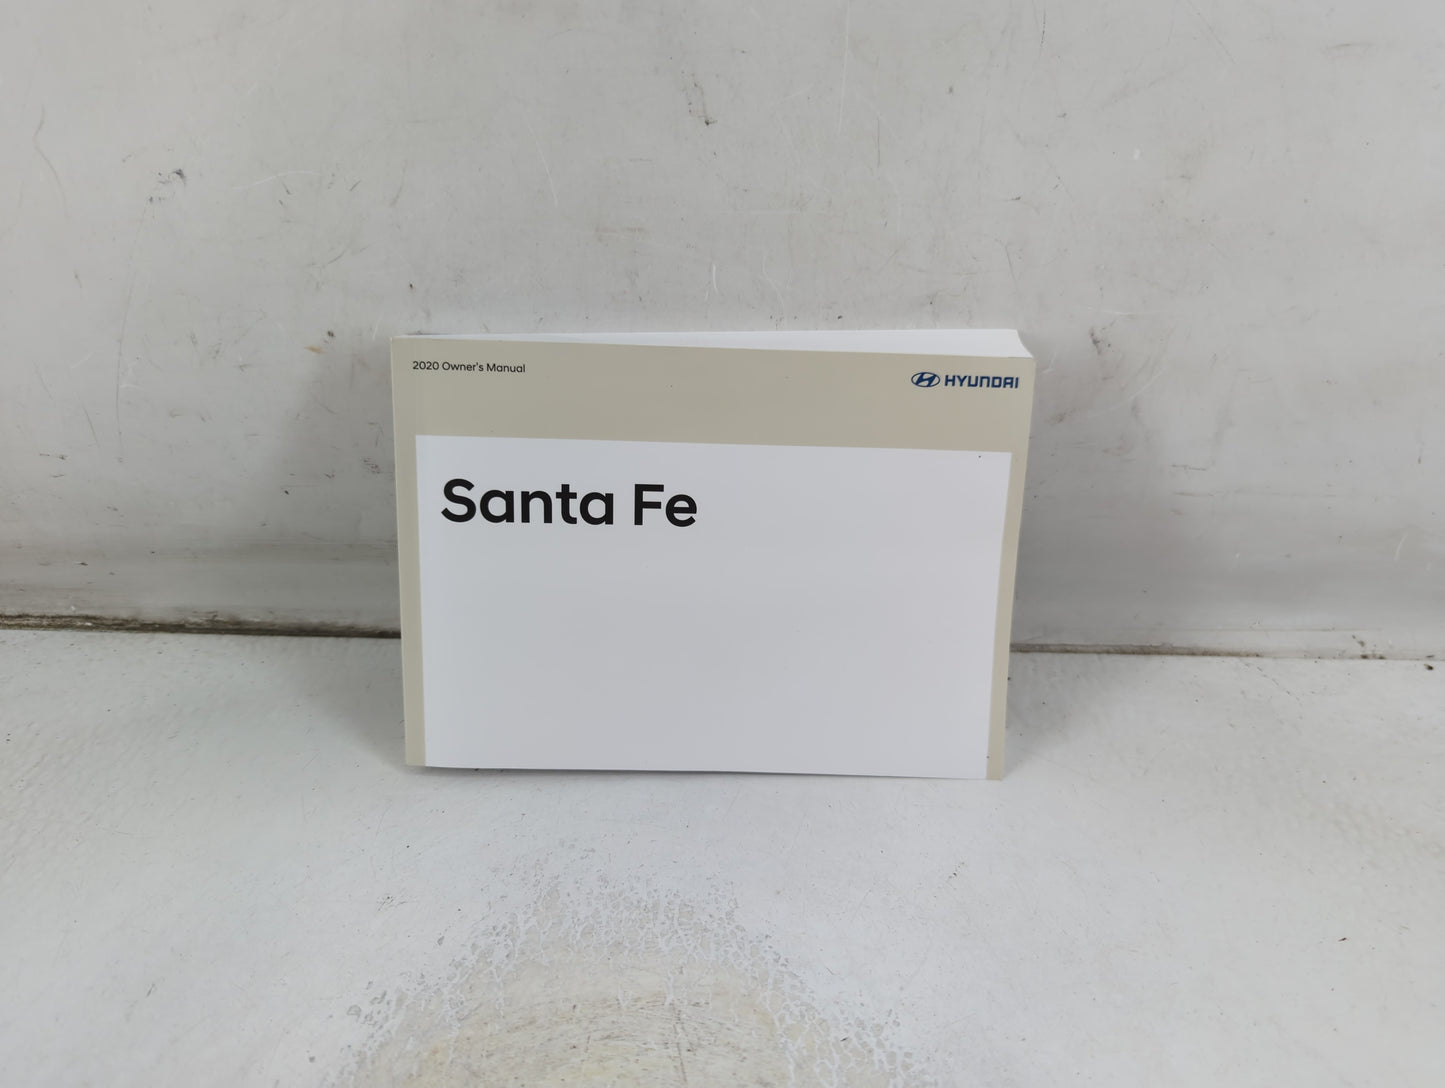 2020 Owner's Manual
HYUNDAI
Santa Fe